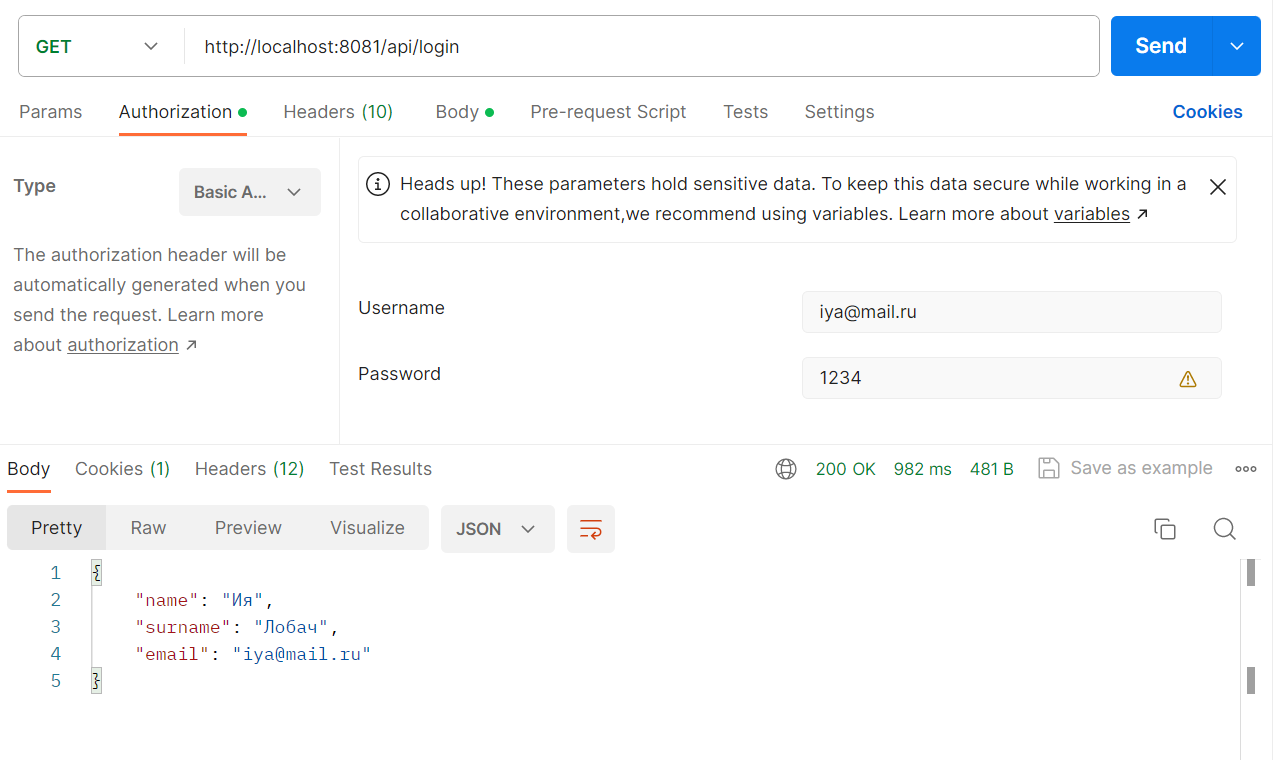 GET http://localhost:8081/api/login Send
Params Authorization Headers (10) Body Pre-request Script Tests Settings Cookies
Type Basic A...
The authorization header will be
automatically generated when you
send the request. Learn more
about authorization ↗
Heads up! These parameters hold sensitive data. To keep this data secure while working in a
collaborative environment,we recommend using variables. Learn more about variables ↗
Username iya@mail.ru
Password 1234
Body Cookies (1) Headers (12) Test Results 200 OK 982 ms 481 B Save as example
Pretty Raw Preview Visualize JSON
1 {
2 "name": "Ия",
3 "surname": "Лобач",
4 "email": "iya@mail.ru"
5 }